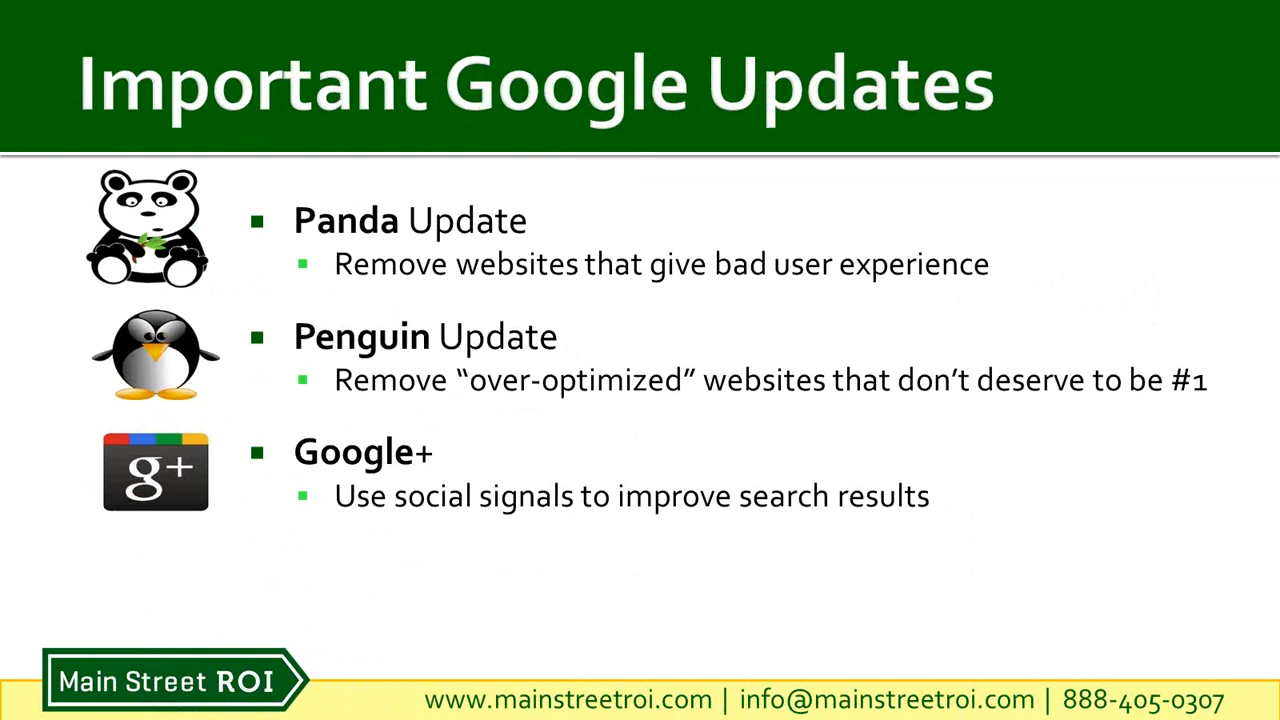 Important Google Updates
Panda Update
Remove websites that give bad user experience
Penguin Update
Remove “over-optimized” websites that don’t deserve to be #1
g+
Google+
Use social signals to improve search results
Main Street ROI
www.mainstreetroi.com | info@mainstreetroi.com | 888-405-0307